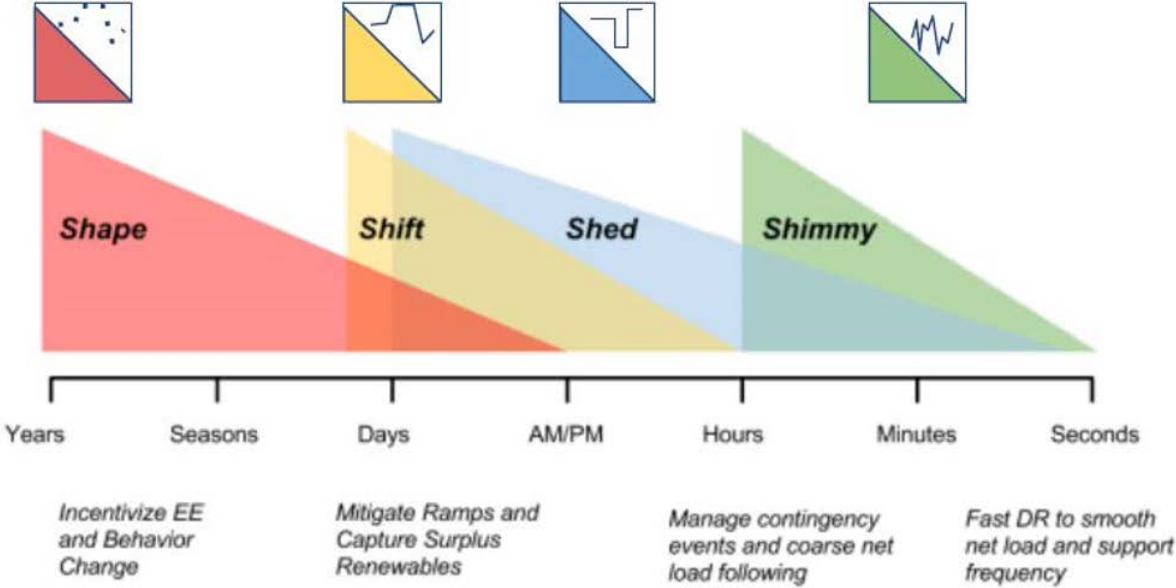 Shape
Shift
Shed
Shimmy
Years
Seasons
Days
AM/PM
Hours
Minutes
Seconds
Incentivize EE
and Behavior
Change
Mitigate Ramps and
Capture Surplus
Renewables
Manage contingency
events and coarse net
load following
Fast DR to smooth
net load and support
frequency